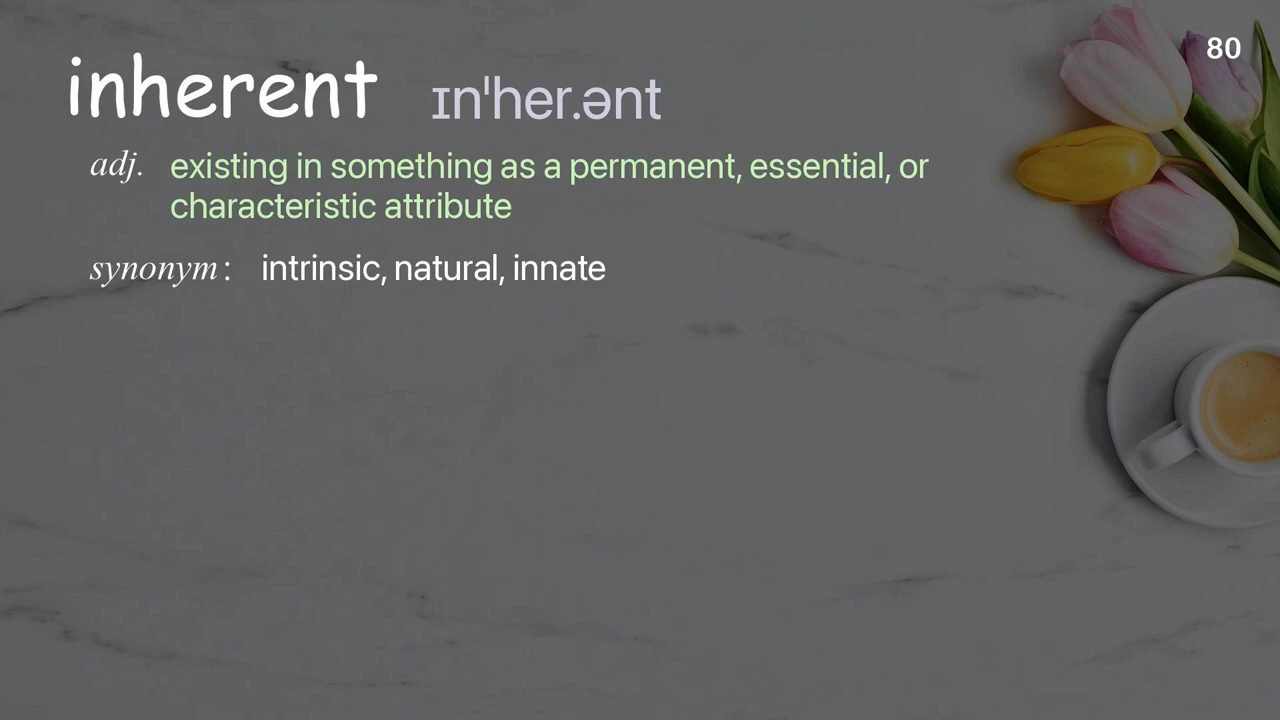 80
inherent ɪnˈher.ənt
adj. existing in something as a permanent, essential, or
characteristic attribute
synonym: intrinsic, natural, innate